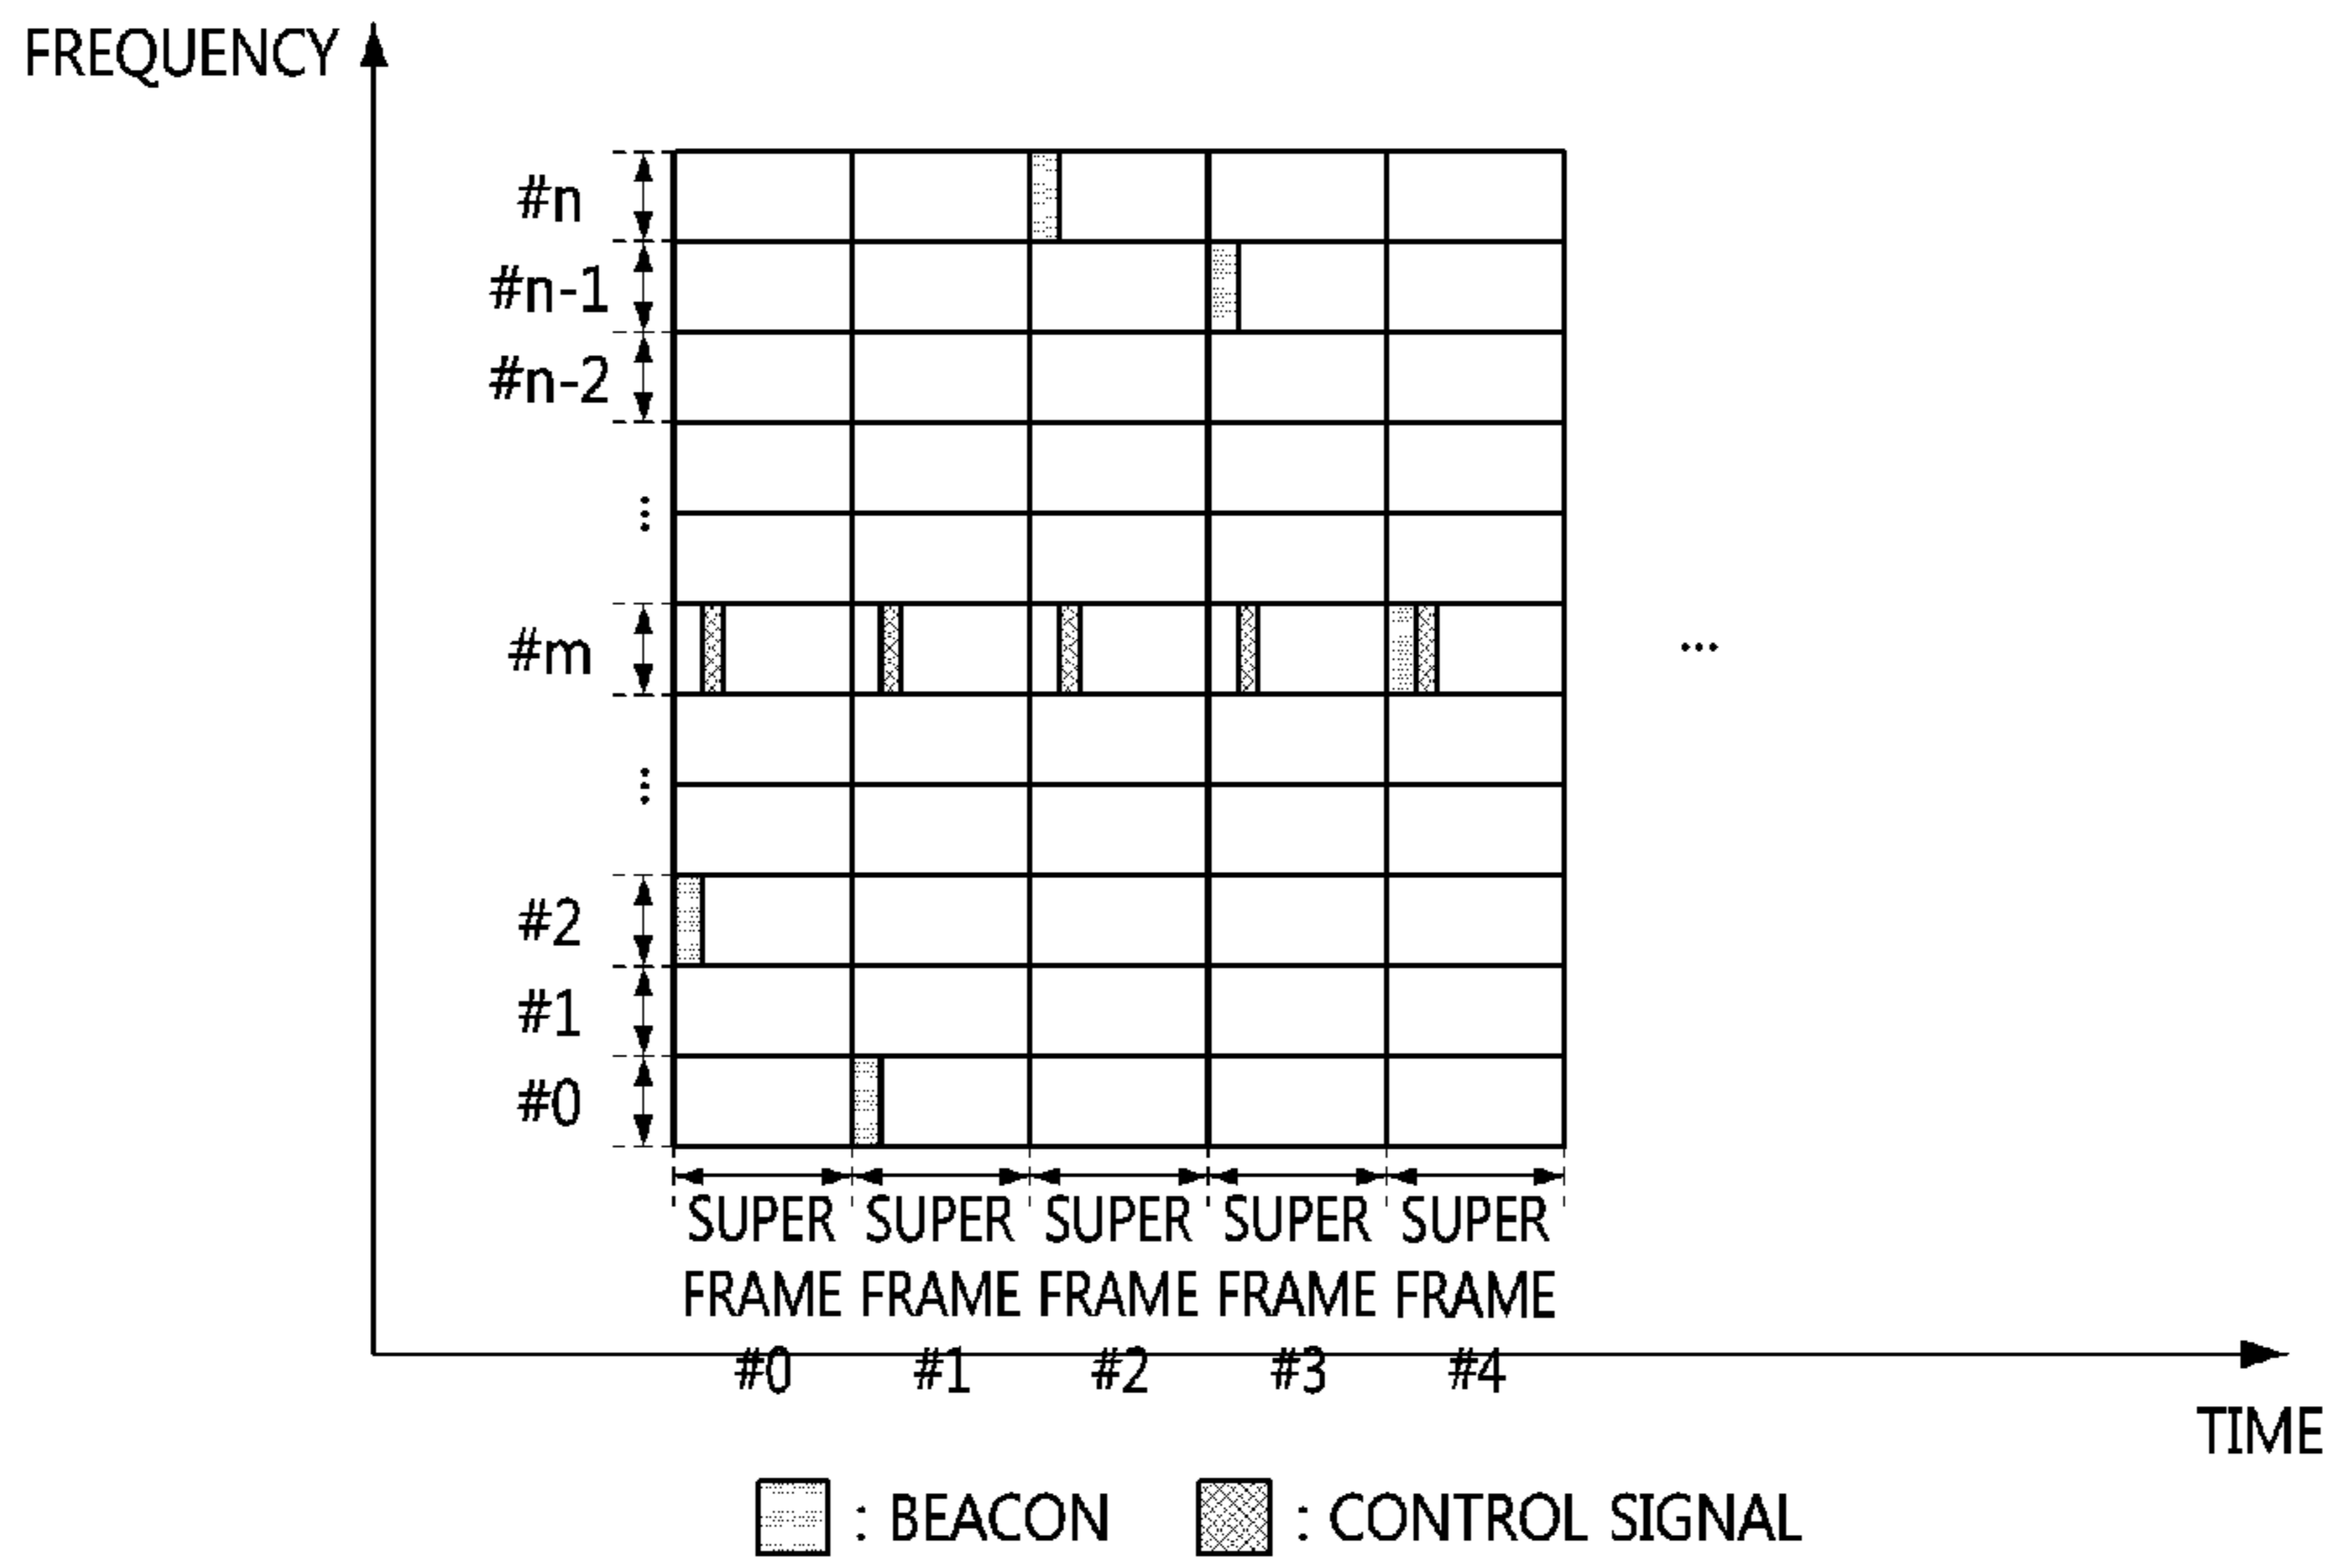 FREQUENCY
#n
#n-1
#n-2
⋮
#m
...
⋮
#2
#1
#0
SUPER SUPER SUPER SUPER SUPER
FRAME FRAME FRAME FRAME FRAME
#0 #1 #2 #3 #4
TIME
: BEACON : CONTROL SIGNAL